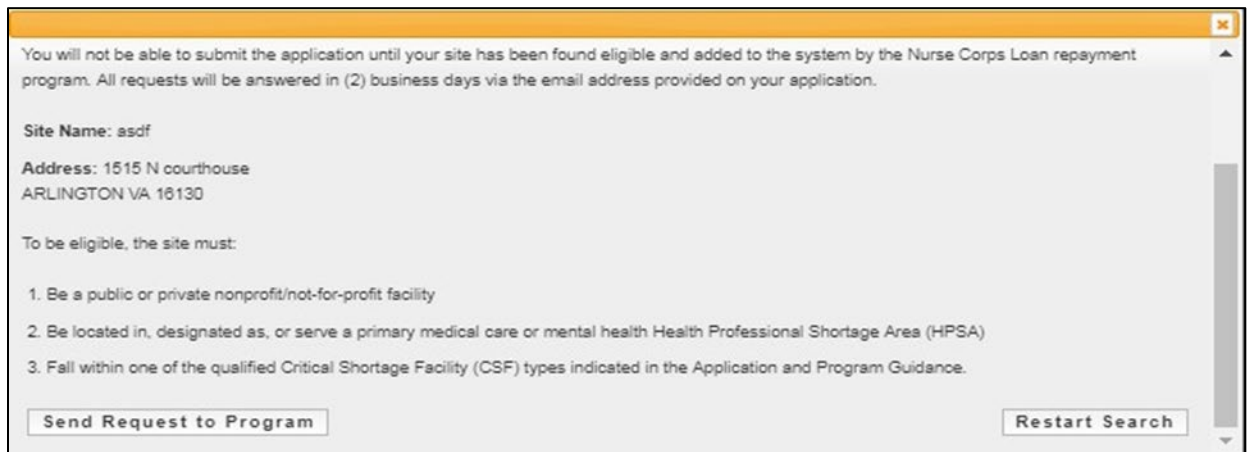 You will not be able to submit the application until your site has been found eligible and added to the system by the Nurse Corps Loan repayment
program. All requests will be answered in (2) business days via the email address provided on your application.
Site Name: asdf
Address: 1515 N courthouse
ARLINGTON VA 16130
To be eligible, the site must:
1. Be a public or private nonprofit/not-for-profit facility
2. Be located in, designated as, or serve a primary medical care or mental health Health Professional Shortage Area (HPSA)
3. Fall within one of the qualified Critical Shortage Facility (CSF) types indicated in the Application and Program Guidance.
Send Request to Program
Restart Search